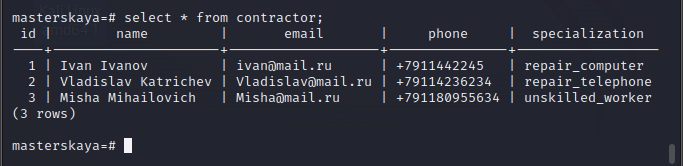 masterskaya=# select * from contractor;
id | name | email | phone | specialization
----+--------------------+-------------------+---------------+------------------
1 | Ivan Ivanov | ivan@mail.ru | +7911442245 | repair_computer
2 | Vladislav Katrichev | Vladislav@mail.ru | +79114236234 | repair_telephone
3 | Misha Mihailovich | Misha@mail.ru | +791180955634 | unskilled_worker
(3 rows)
masterskaya=#